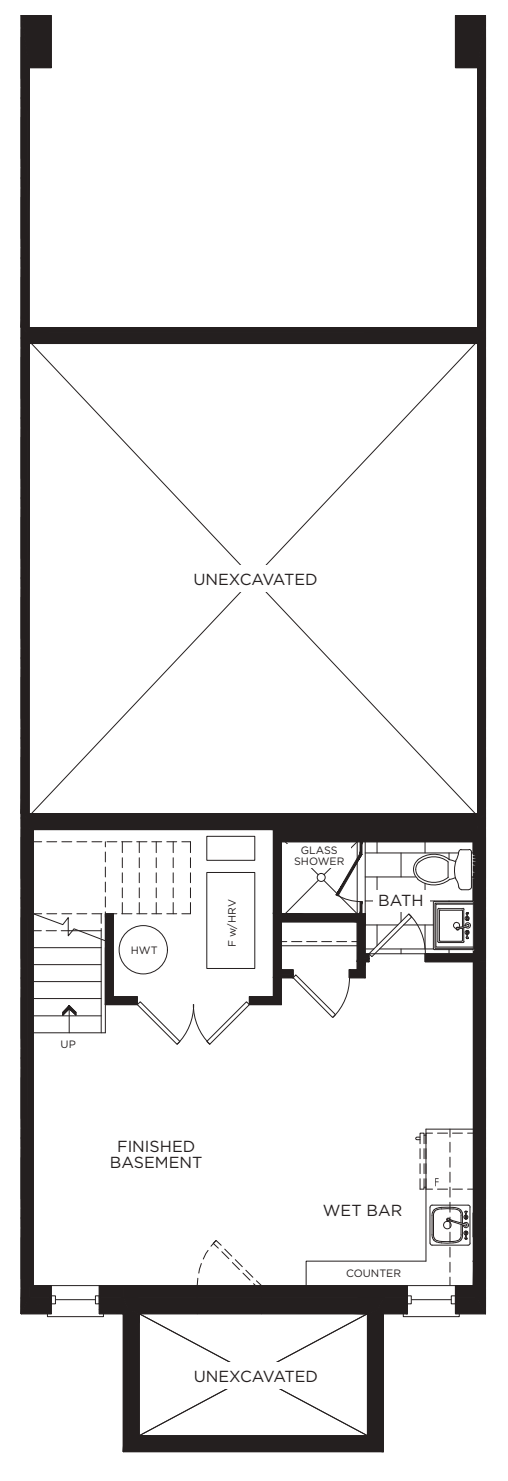 UNEXCAVATED
GLASS
SHOWER
BATH
F w/HRV
HWT
UP
FINISHED
BASEMENT
F
WET BAR
COUNTER
UNEXCAVATED